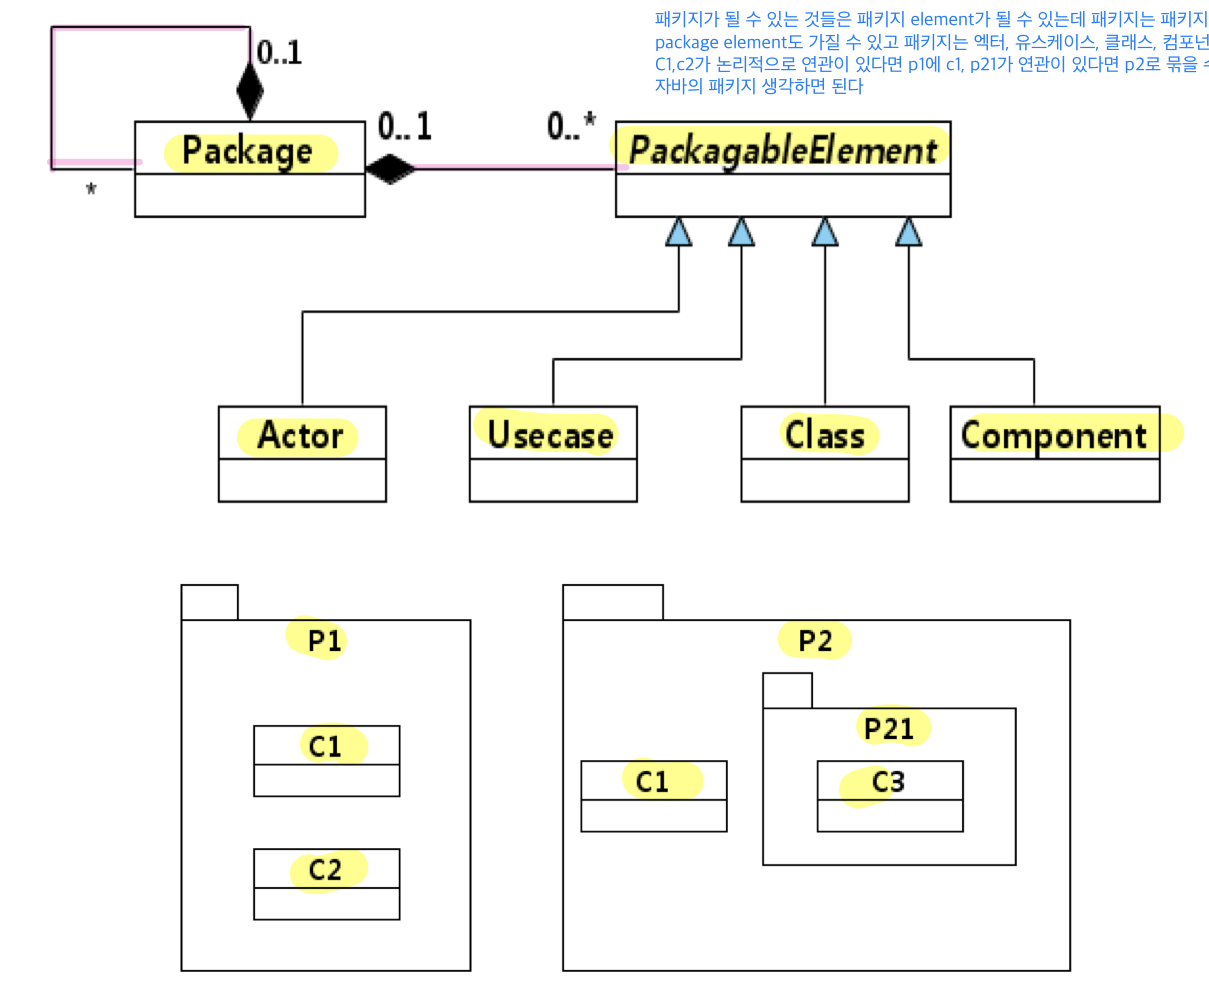 패키지가 될 수 있는 것들은 패키지 element가 될 수 있는데 패키지는 패키지
package element도 가질 수 있고 패키지는 엑터, 유스케이스, 클래스,
C1,c2가 논리적으로 연관이 있다면 p1에 c1, p21가 연관이 있다면 p2로 묶을
자바의 패키지 생각하면 된다
0..1
Package
0..1
0..*
PackagableElement
*
Actor
Usecase
Class
Component
P1
C1
C2
P2
C1
P21
C3